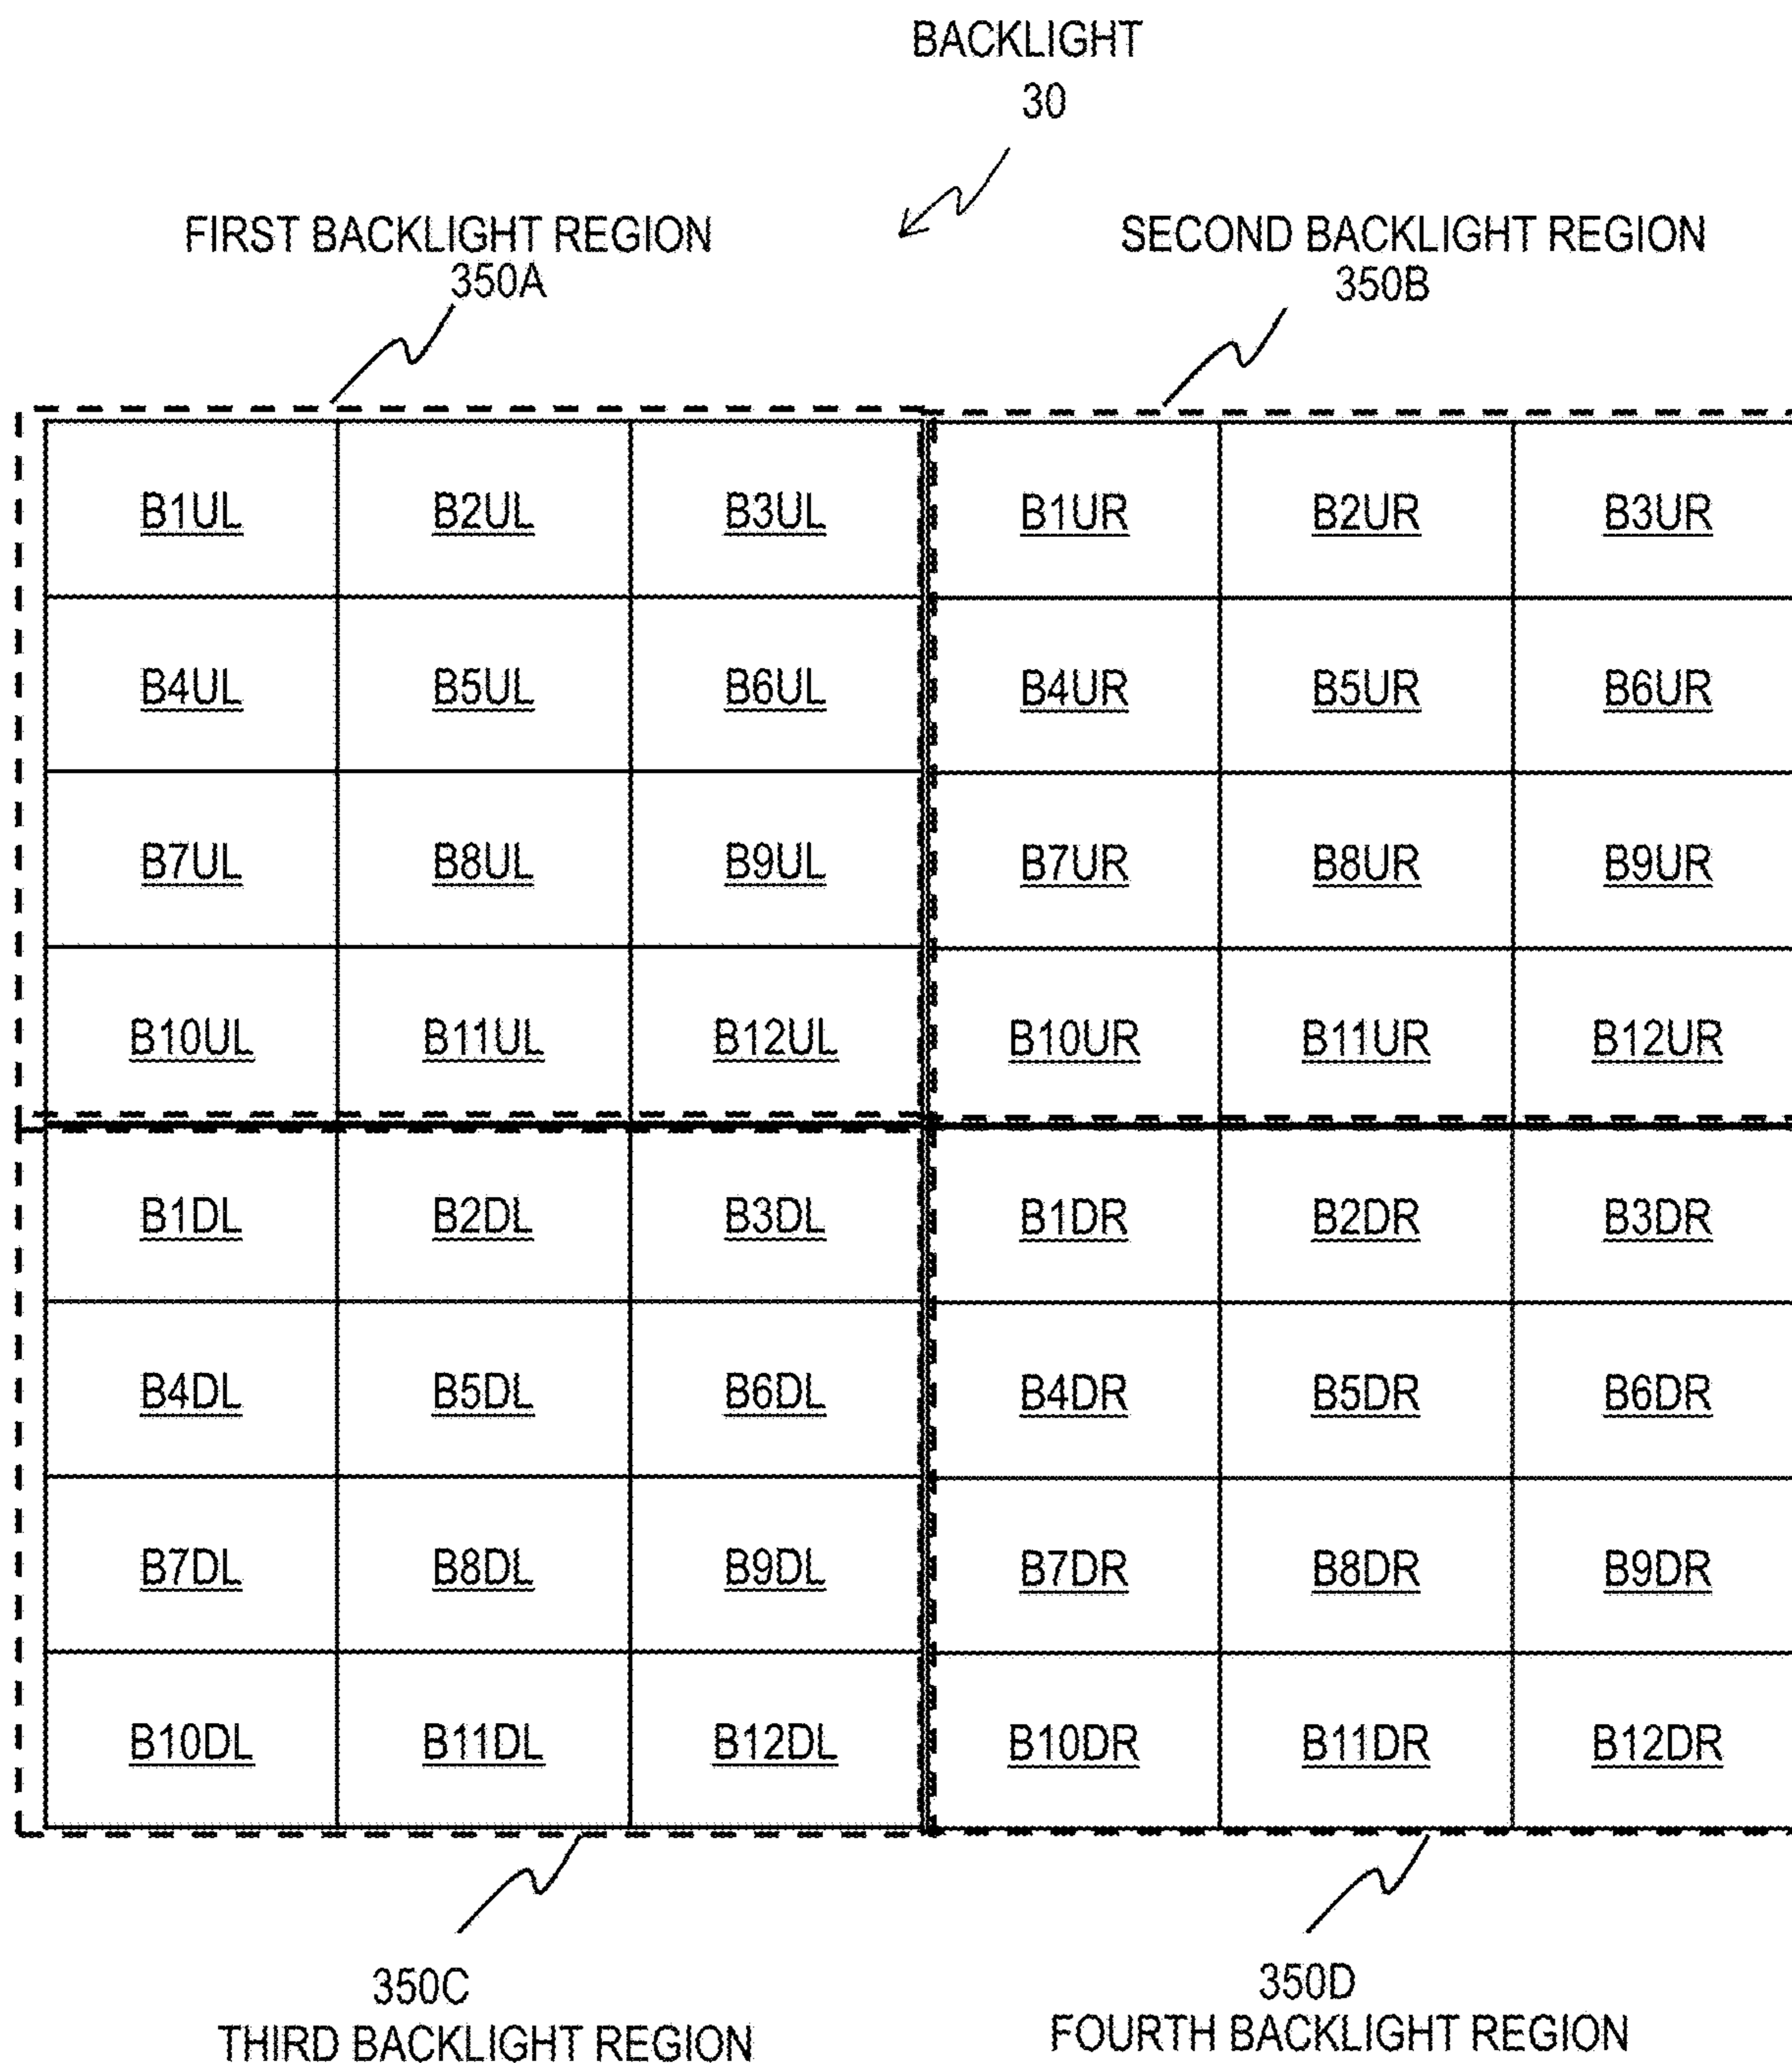 BACKLIGHT
30
FIRST BACKLIGHT REGION
350A
SECOND BACKLIGHT REGION
350B
B1UL B2UL B3UL B1UR B2UR B3UR
B4UL B5UL B6UL B4UR B5UR B6UR
B7UL B8UL B9UL B7UR B8UR B9UR
B10UL B11UL B12UL B10UR B11UR B12UR
B1DL B2DL B3DL B1DR B2DR B3DR
B4DL B5DL B6DL B4DR B5DR B6DR
B7DL B8DL B9DL B7DR B8DR B9DR
B10DL B11DL B12DL B10DR B11DR B12DR
350C
THIRD BACKLIGHT REGION
350D
FOURTH BACKLIGHT REGION